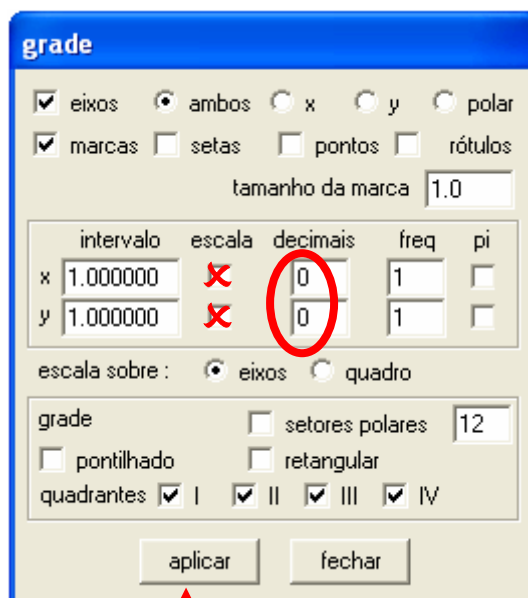 grade
eixos ambos x y polar
marcas setas pontos rótulos
tamanho da marca 1.0
intervalo escala decimais freq pi
x 1.000000 0 1
y 1.000000 0 1
escala sobre : eixos quadro
grade setores polares 12
pontilhado retangular
quadrantes I II III IV
aplicar fechar